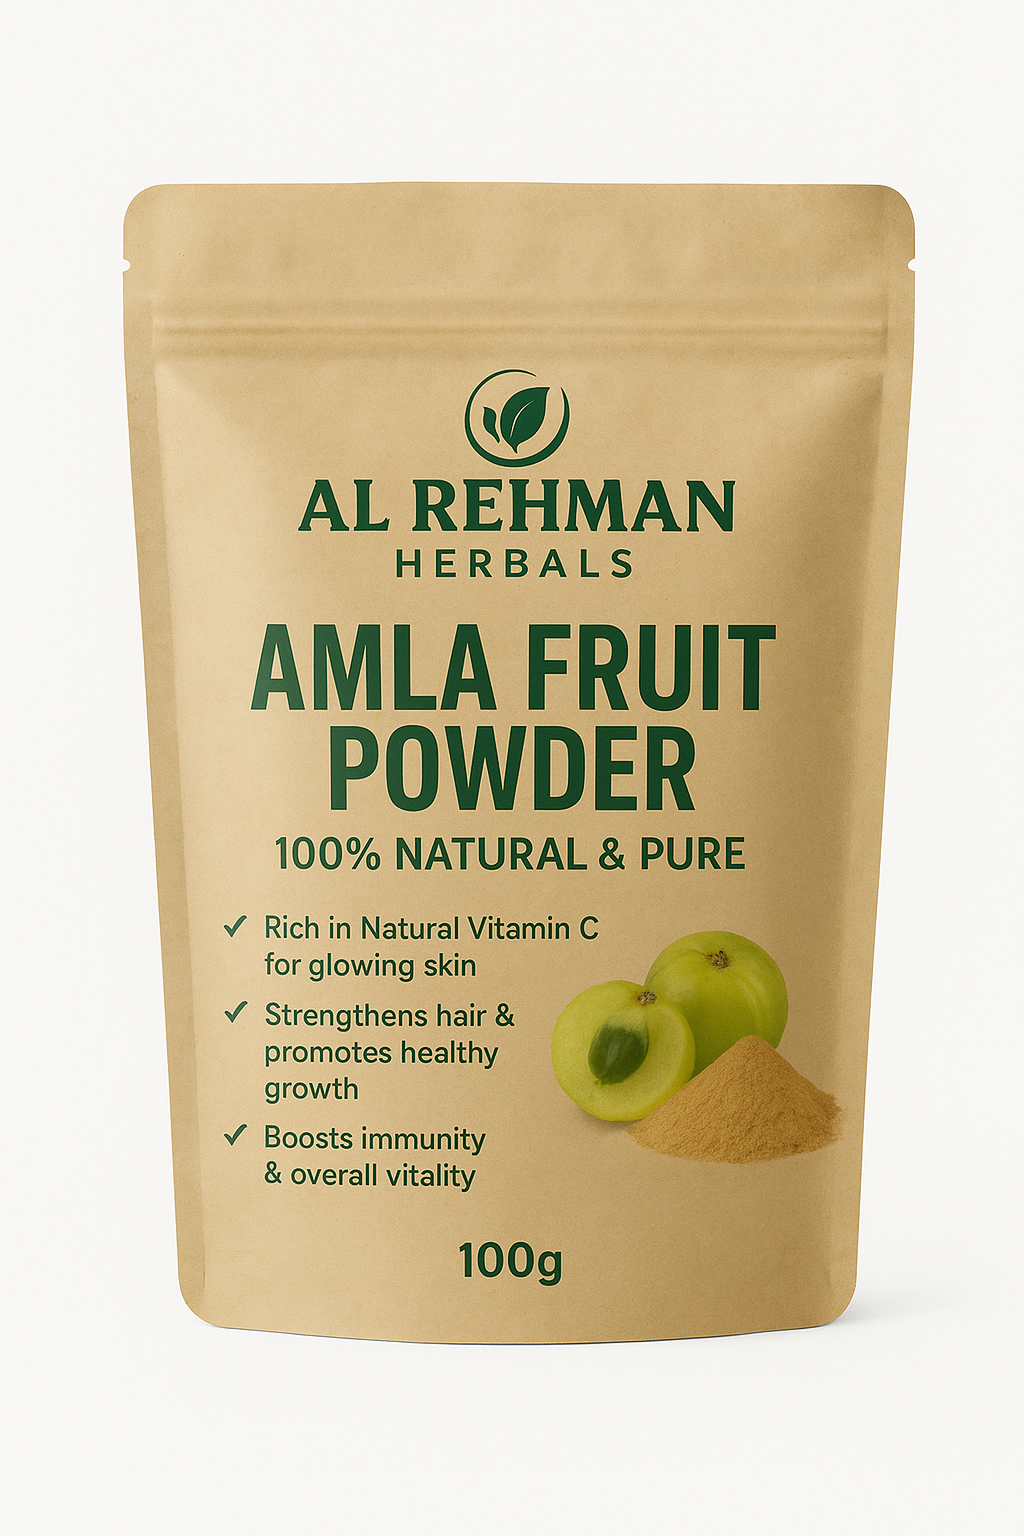 AL REHMAN
HERBALS
AMLA FRUIT
POWDER
100% NATURAL & PURE
✓ Rich in Natural Vitamin C
for glowing skin
✓ Strengthens hair &
promotes healthy
growth
✓ Boosts immunity
& overall vitality
100g